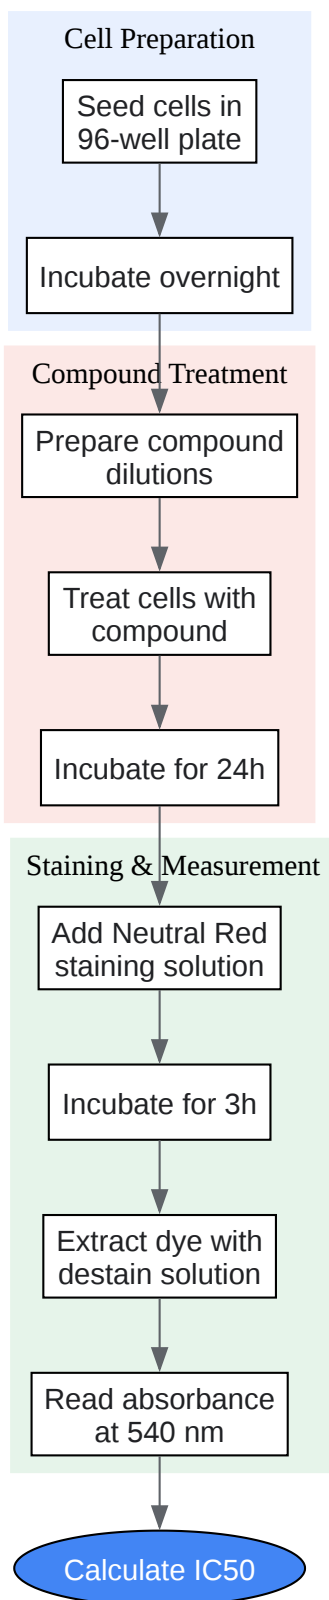 Cell Preparation
Seed cells in
96-well plate
Incubate overnight
Compound Treatment
Prepare compound
dilutions
Treat cells with
compound
Incubate for 24h
Staining & Measurement
Add Neutral Red
staining solution
Incubate for 3h
Extract dye with
destain solution
Read absorbance
at 540 nm
Calculate IC50